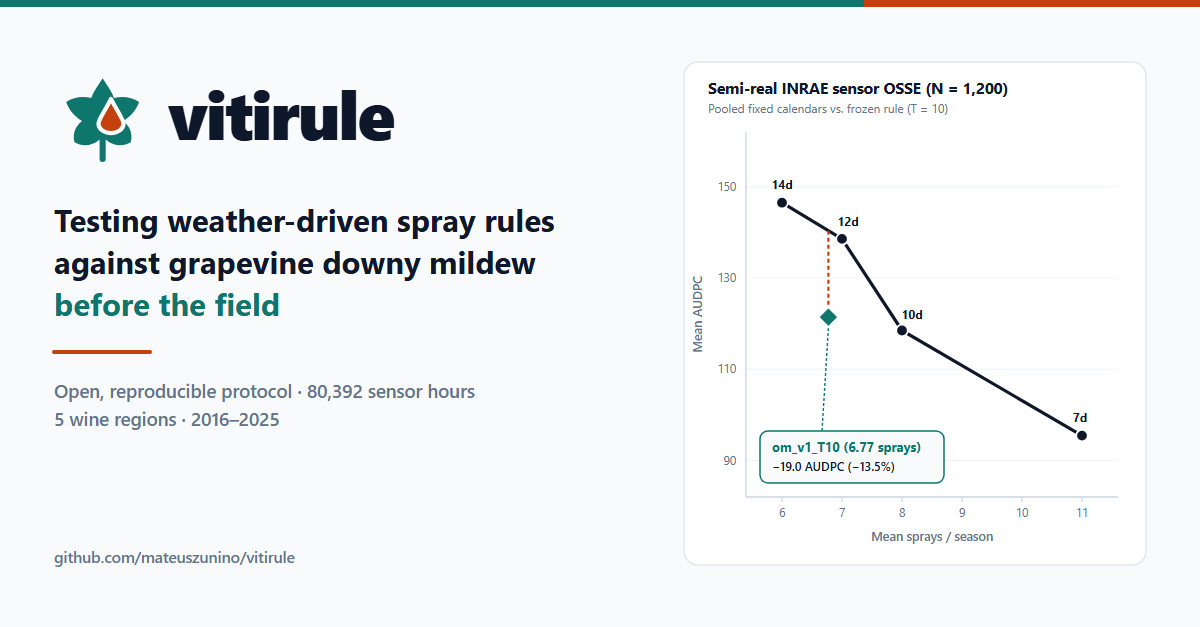 vitirule
Testing weather-driven spray rules
against grapevine downy mildew
before the field
Open, reproducible protocol · 80,392 sensor hours
5 wine regions · 2016–2025
github.com/mateuszunino/vitirule
Semi-real INRAE sensor OSSE (N = 1,200)
Pooled fixed calendars vs. frozen rule (T = 10)
Mean AUDPC
150
130
110
90
14d
12d
10d
7d
om_v1_T10 (6.77 sprays)
−19.0 AUDPC (−13.5%)
6 7 8 9 10 11
Mean sprays / season